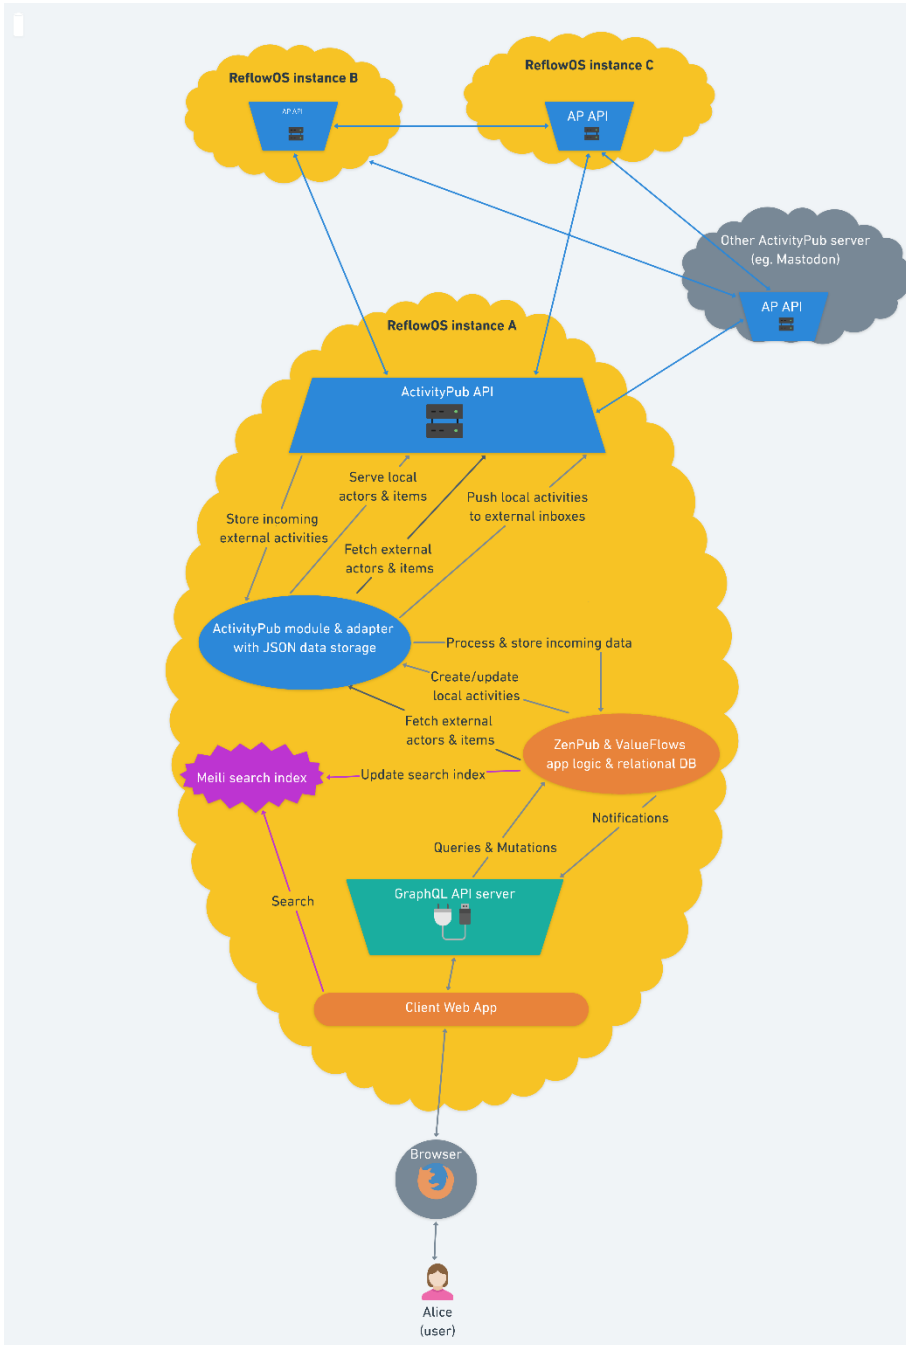 ReflowOS instance B
AP API
ReflowOS instance C
AP API
Other ActivityPub server
(eg. Mastodon)
AP API
ReflowOS instance A
ActivityPub API
Serve local
actors & items
Push local activities
to external inboxes
Store incoming
external activities
Fetch external
actors & items
ActivityPub module & adapter
with JSON data storage
Process & store incoming data
Create/update
local activities
Fetch external
actors & items
ZenPub & ValueFlows
app logic & relational DB
Meili search index
Update search index
Notifications
Queries & Mutations
GraphQL API server
Search
Client Web App
Browser
Alice
(user)